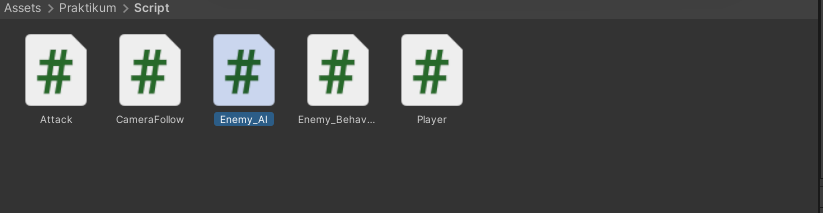 Assets > Praktikum > Script
#
#
#
#
#
Attack
CameraFollow
Enemy_AI
Enemy_Behav...
Player